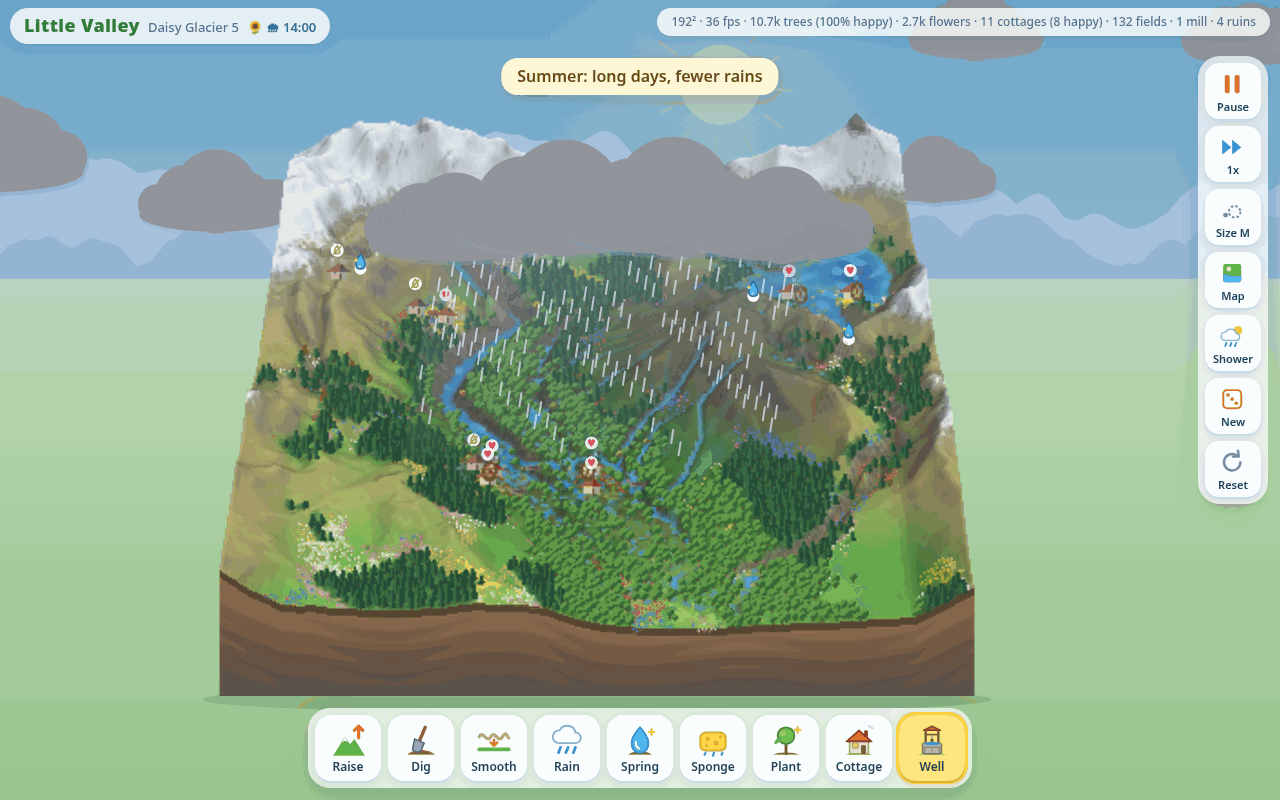 Little Valley Daisy Glacier 5 14:00
192² · 36 fps · 10.7k trees (100% happy) · 2.7k flowers · 11 cottages (8 happy) · 132 fields · 1 mill · 4 ruins
Summer: long days, fewer rains
Pause
1x
Size M
Map
Shower
New
Reset
Raise
Dig
Smooth
Rain
Spring
Sponge
Plant
Cottage
Well